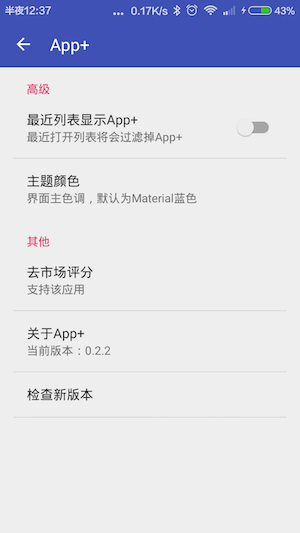 半夜12:37 ... 0.17K/s 43%
App+
高级
最近列表显示App+
最近打开列表将会过滤掉App+
主题颜色
界面主色调，默认为Material蓝色
其他
去市场评分
支持该应用
关于App+
当前版本：0.2.2
检查新版本